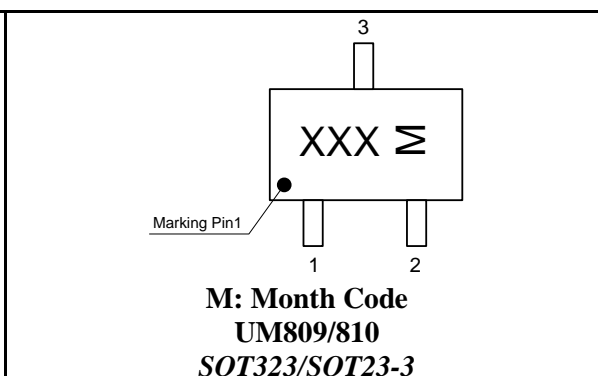 3
XXX M
Marking Pin1
1 2
M: Month Code
UM809/810
SOT323/SOT23-3